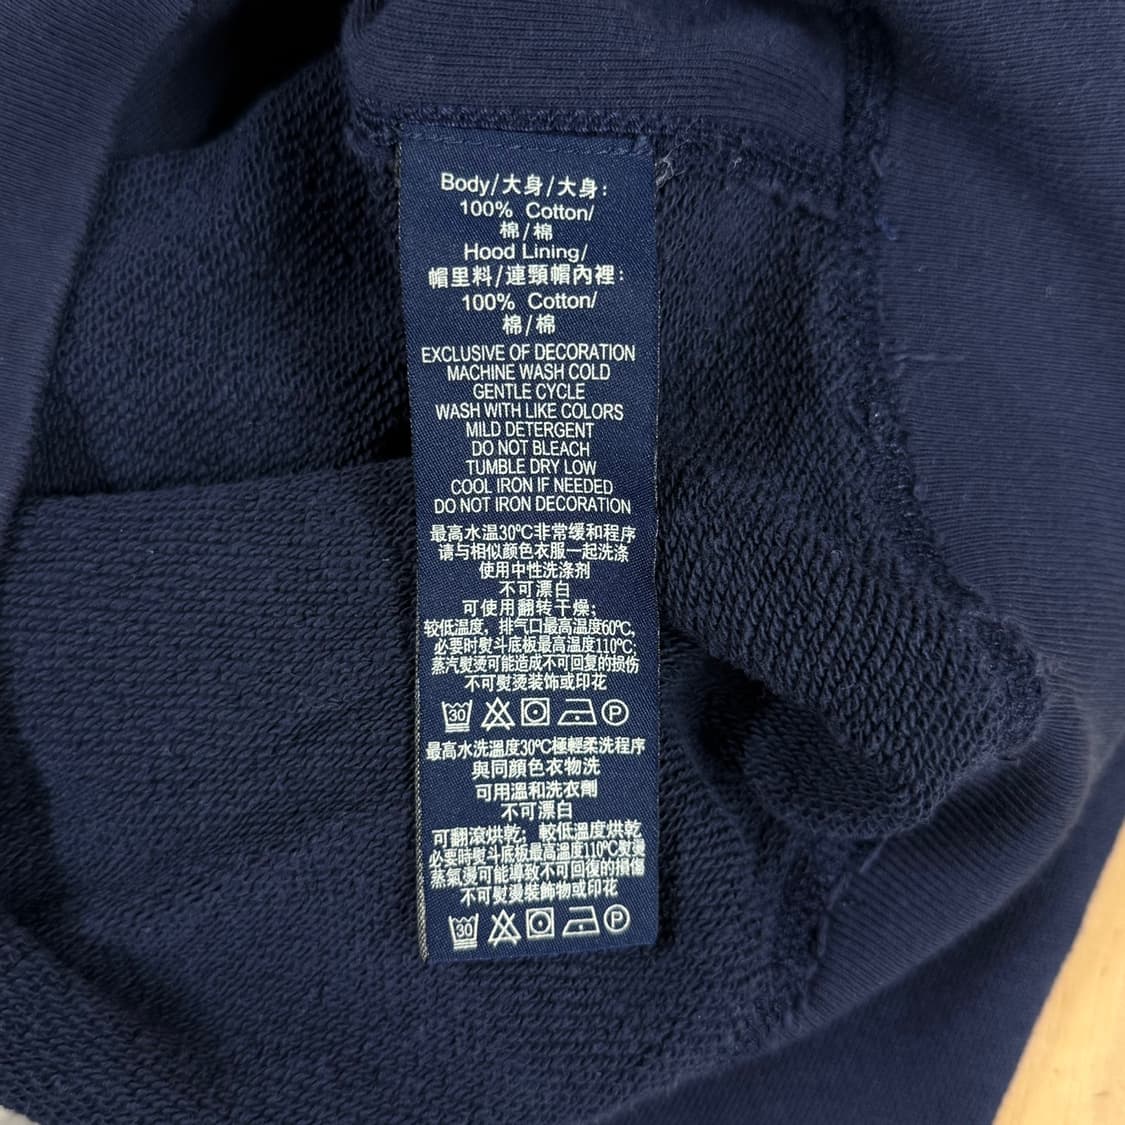 Body/大身/大身:
100% Cotton/
棉/棉
Hood Lining/
帽里料/連頸帽內裡:
100% Cotton/
棉/棉
EXCLUSIVE OF DECORATION
MACHINE WASH COLD
GENTLE CYCLE
WASH WITH LIKE COLORS
MILD DETERGENT
DO NOT BLEACH
TUMBLE DRY LOW
COOL IRON IF NEEDED
DO NOT IRON DECORATION
最高水温30ºC非常缓和程序
请与相似颜色衣服一起洗涤
使用中性洗涤剂
不可漂白
可使用翻转干燥;
较低温度, 排气口最高温度60ºC,
必要时熨斗底板最高温度110ºC;
蒸汽熨烫可能造成不可回复的损伤
不可熨烫装饰或印花
30 P
最高水洗溫度30ºC極輕柔洗程序
與同顏色衣物洗
可用溫和洗衣劑
不可漂白
可翻滾烘乾; 較低溫度烘乾
必要時熨斗底板最高溫度110ºC熨燙
蒸氣燙可能導致不可回復的損傷
不可熨燙裝飾物或印花
30 P